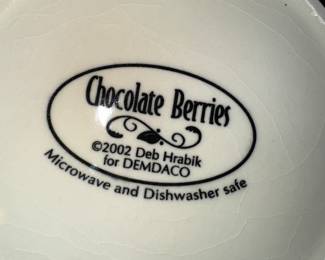 Chocolate Berries
©2002 Deb Hrabik
for DEMDACO
Microwave and Dishwasher safe